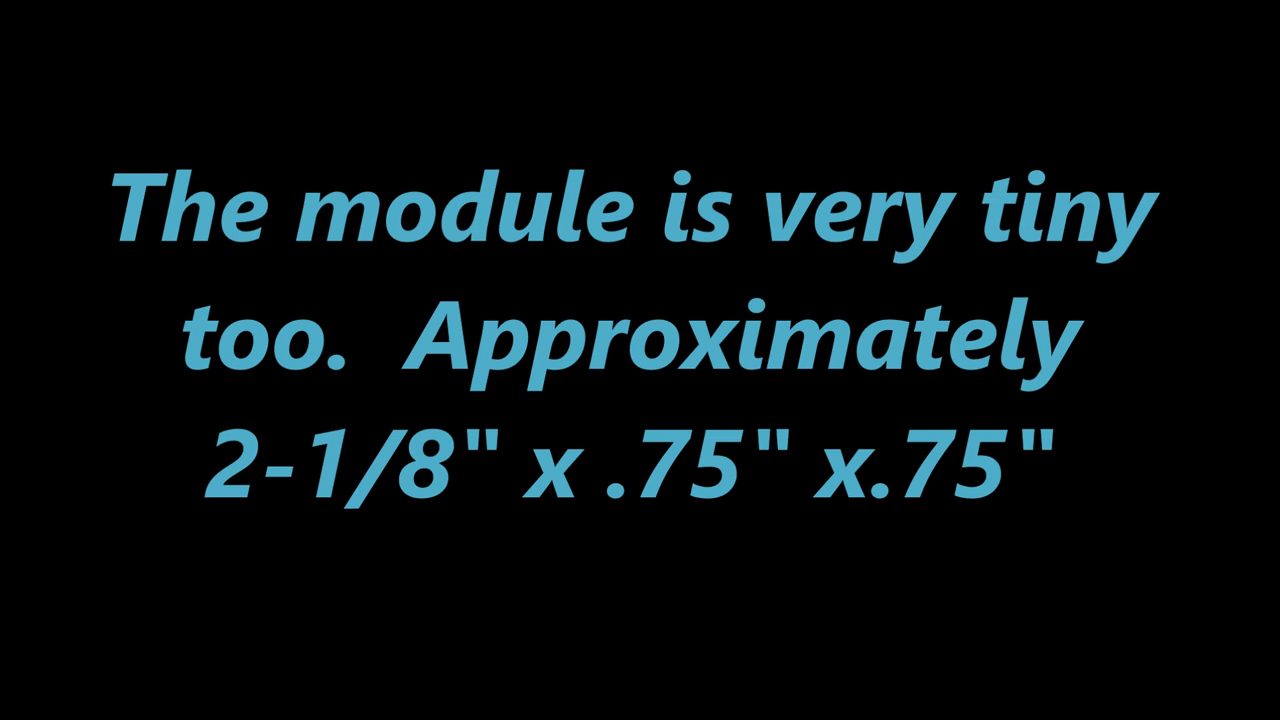 The module is very tiny
too.  Approximately
2-1/8" x .75" x.75"